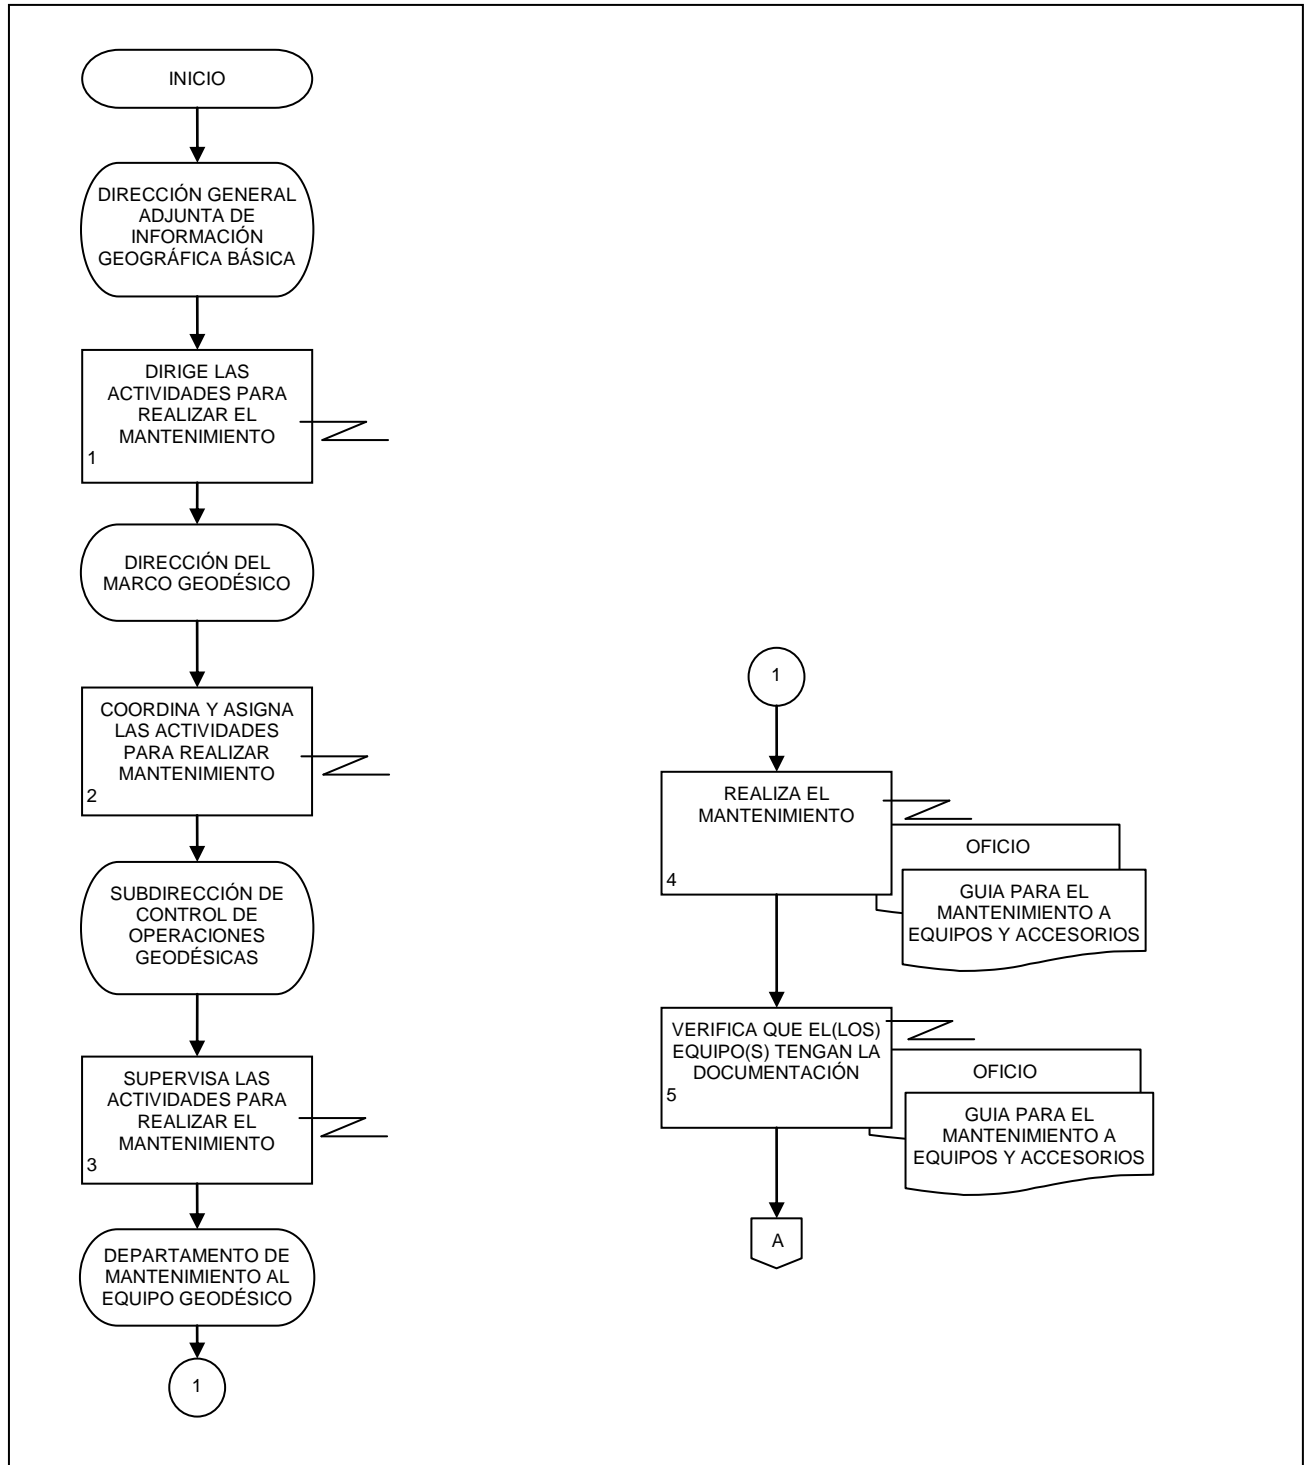 INICIO
DIRECCIÓN GENERAL
ADJUNTA DE
INFORMACIÓN
GEOGRÁFICA BÁSICA
DIRIGE LAS
ACTIVIDADES PARA
REALIZAR EL
MANTENIMIENTO
1
DIRECCIÓN DEL
MARCO GEODÉSICO
COORDINA Y ASIGNA
LAS ACTIVIDADES
PARA REALIZAR
MANTENIMIENTO
2
SUBDIRECCIÓN DE
CONTROL DE
OPERACIONES
GEODÉSICAS
SUPERVISA LAS
ACTIVIDADES PARA
REALIZAR EL
MANTENIMIENTO
3
DEPARTAMENTO DE
MANTENIMIENTO AL
EQUIPO GEODÉSICO
1
1
REALIZA EL
MANTENIMIENTO
4
OFICIO
GUIA PARA EL
MANTENIMIENTO A
EQUIPOS Y ACCESORIOS
VERIFICA QUE EL(LOS)
EQUIPO(S) TENGAN LA
DOCUMENTACIÓN
5
OFICIO
GUIA PARA EL
MANTENIMIENTO A
EQUIPOS Y ACCESORIOS
A